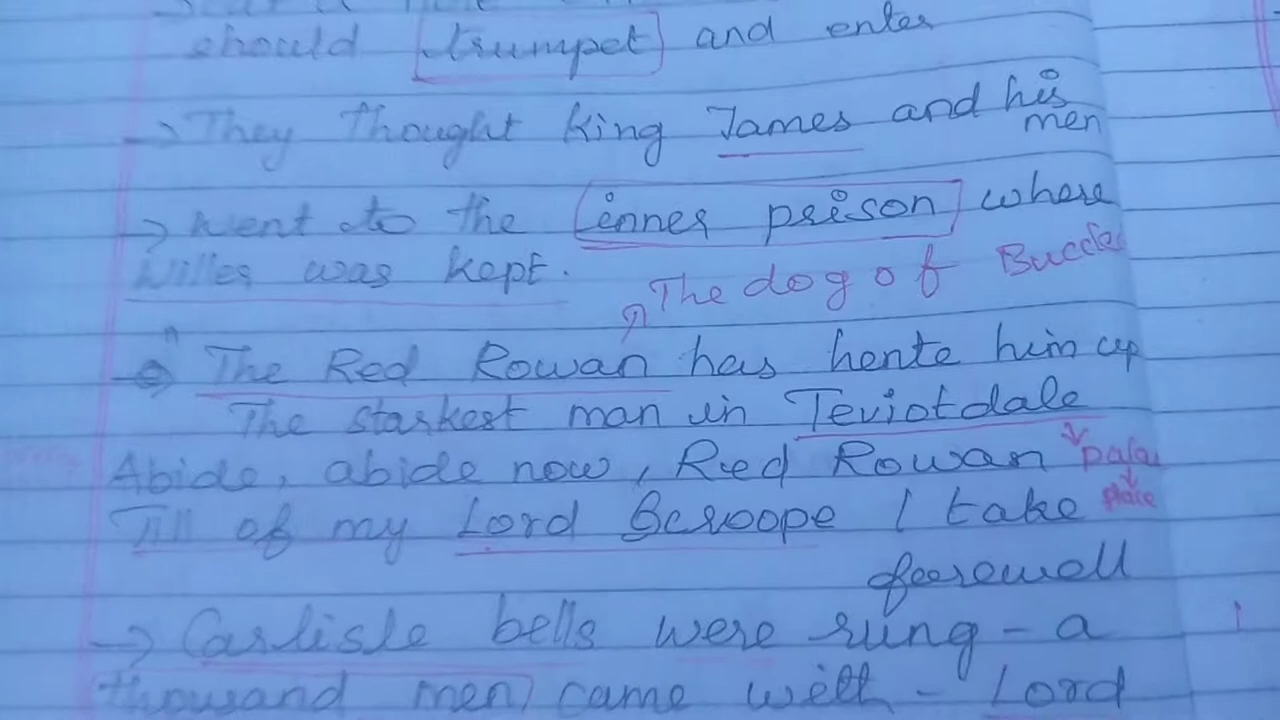 should trumpet and enter
→ They thought king James and his
men
→ went to the inner prison where
Willes was kept.
The dog of Buccle
→ The Red Rowan has hente him up
The starkest man in Teviotdale
Abide, abide now, Red Rowan
place
Till of my Lord Scroope I take
farewell
→ Carlisle bells were rung - a
thousand men came with - Lord